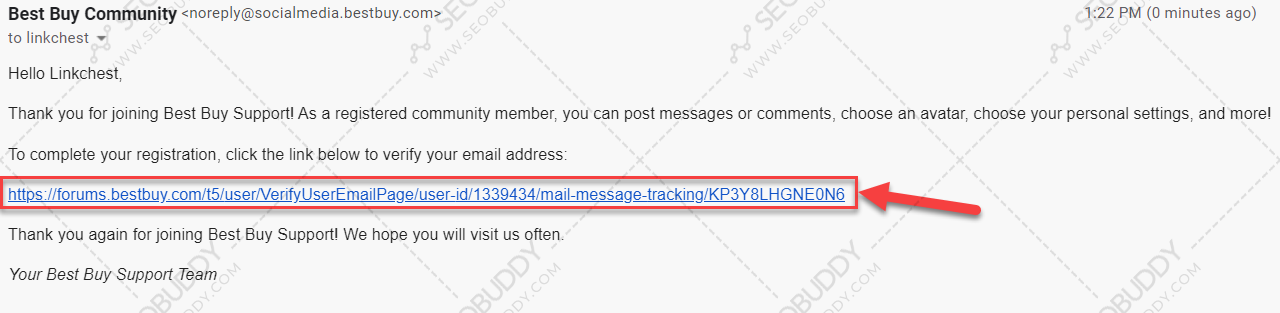 Best Buy Community <noreply@socialmedia.bestbuy.com> 1:22 PM (0 minutes ago)
to linkchest
Hello Linkchest,
Thank you for joining Best Buy Support! As a registered community member, you can post messages or comments, choose an avatar, choose your personal settings, and more!
To complete your registration, click the link below to verify your email address:
https://forums.bestbuy.com/t5/user/VerifyUserEmailPage/user-id/1339434/mail-message-tracking/KP3Y8LHGNE0N6
Thank you again for joining Best Buy Support! We hope you will visit us often.
Your Best Buy Support Team